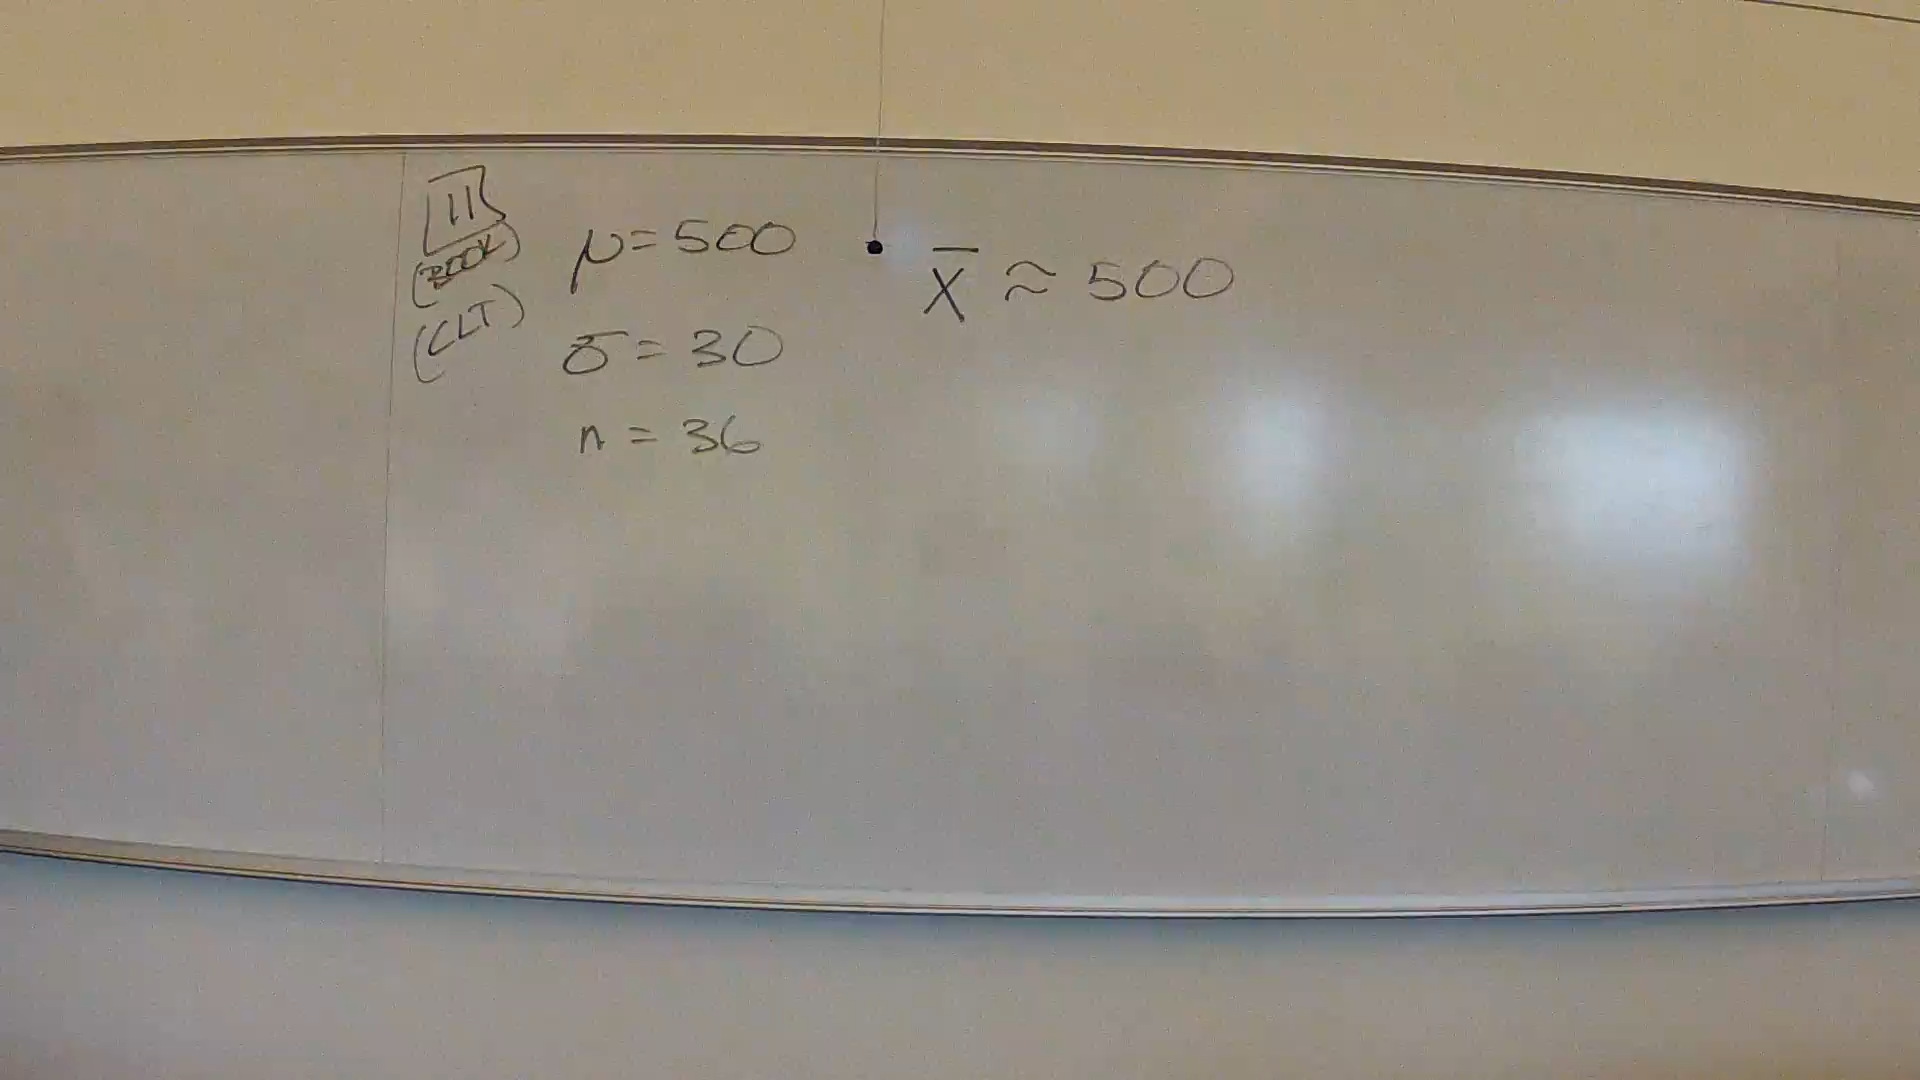 11
(BOOK)
(CLT)
μ = 500
σ = 30
n = 36
x̄ ≈ 500